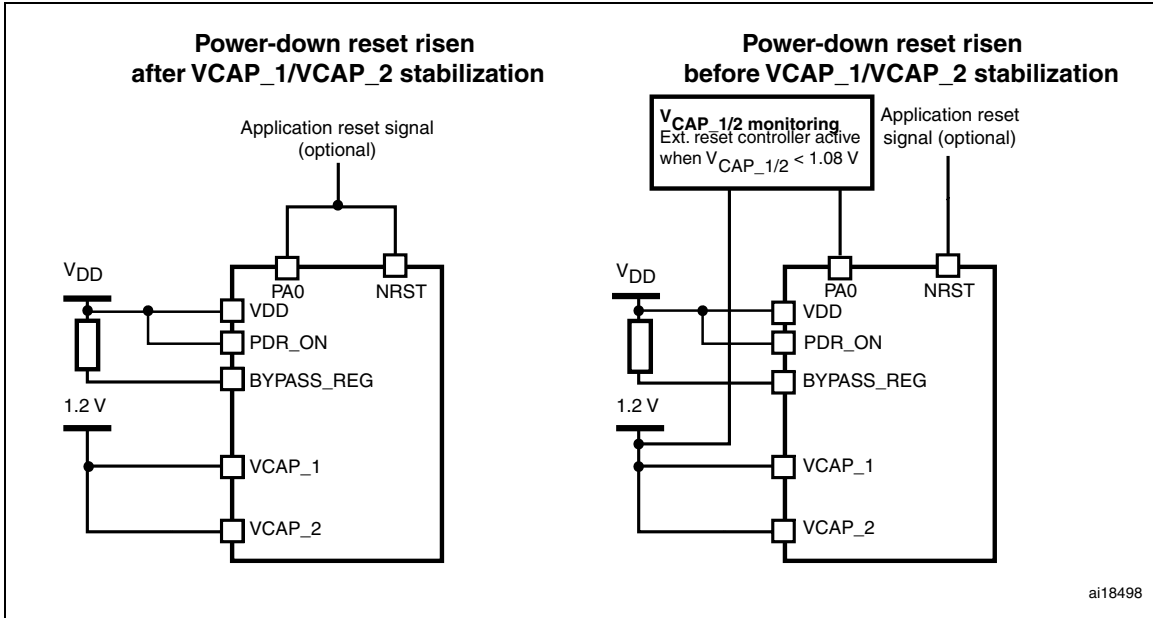 Power-down reset risen
after VCAP_1/VCAP_2 stabilization
Application reset signal
(optional)
VDD
PA0
NRST
VDD
PDR_ON
BYPASS_REG
1.2 V
VCAP_1
VCAP_2
Power-down reset risen
before VCAP_1/VCAP_2 stabilization
VCAP_1/2 monitoring
Ext. reset controller active
when VCAP_1/2 < 1.08 V
Application reset
signal (optional)
VDD
PA0
NRST
VDD
PDR_ON
BYPASS_REG
1.2 V
VCAP_1
VCAP_2
ai18498